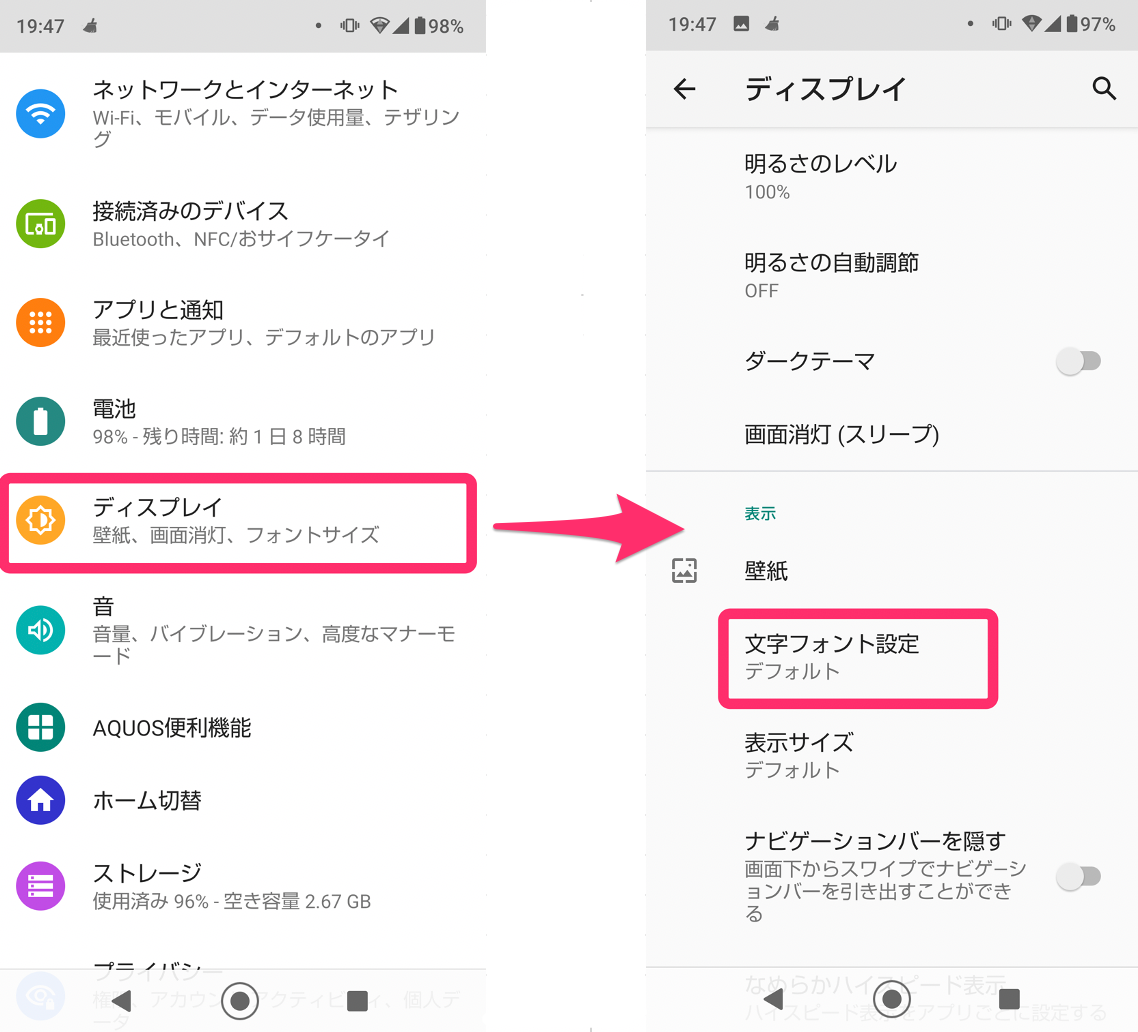 19:47
98%
ネットワークとインターネット
Wi-Fi、モバイル、データ使用量、テザリン
グ
接続済みのデバイス
Bluetooth、NFC/おサイフケータイ
アプリと通知
最近使ったアプリ、デフォルトのアプリ
電池
98% - 残り時間: 約 1 日 8 時間
ディスプレイ
壁紙、画面消灯、フォントサイズ
音
音量、バイブレーション、高度なマナーモ
ード
AQUOS便利機能
ホーム切替
ストレージ
使用済み 96% - 空き容量 2.67 GB
プライバシー
権限、アカウントアクティビティ、個人デ
ータ
19:47
97%
ディスプレイ
明るさのレベル
100%
明るさの自動調節
OFF
ダークテーマ
画面消灯 (スリープ)
表示
壁紙
文字フォント設定
デフォルト
表示サイズ
デフォルト
ナビゲーションバーを隠す
画面下からスワイプでナビゲーシ
ョンバーを引き出すことができ
る
なめらかハイスピード表示
ハイスピード表示をアプリごとに設定する